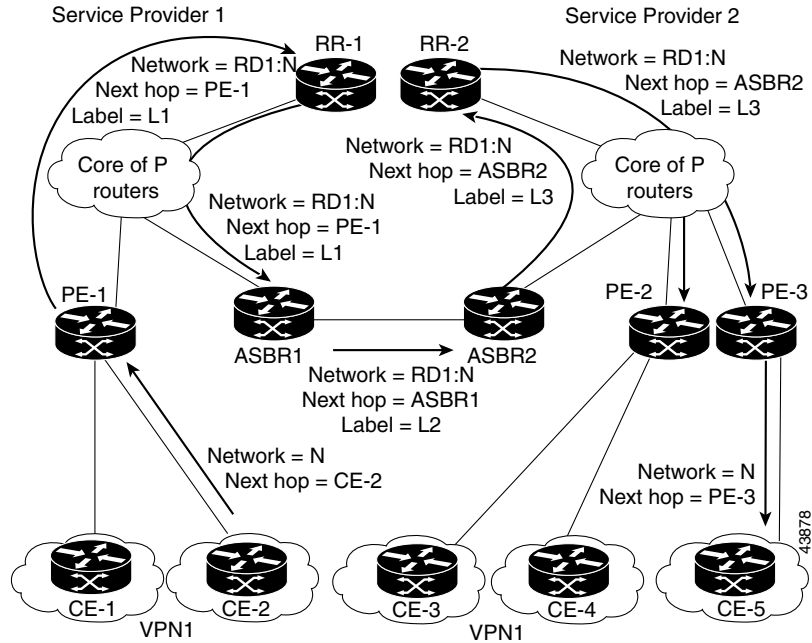 Service Provider 1
Service Provider 2
RR-1
RR-2
Network = RD1:N
Next hop = PE-1
Label = L1
Network = RD1:N
Next hop = ASBR2
Label = L3
Core of P
routers
Network = RD1:N
Next hop = ASBR2
Label = L3
Core of P
routers
Network = RD1:N
Next hop = PE-1
Label = L1
PE-1
PE-2
PE-3
ASBR1
ASBR2
Network = RD1:N
Next hop = ASBR1
Label = L2
Network = N
Next hop = CE-2
Network = N
Next hop = PE-3
43878
CE-1
CE-2
CE-3
CE-4
CE-5
VPN1
VPN1